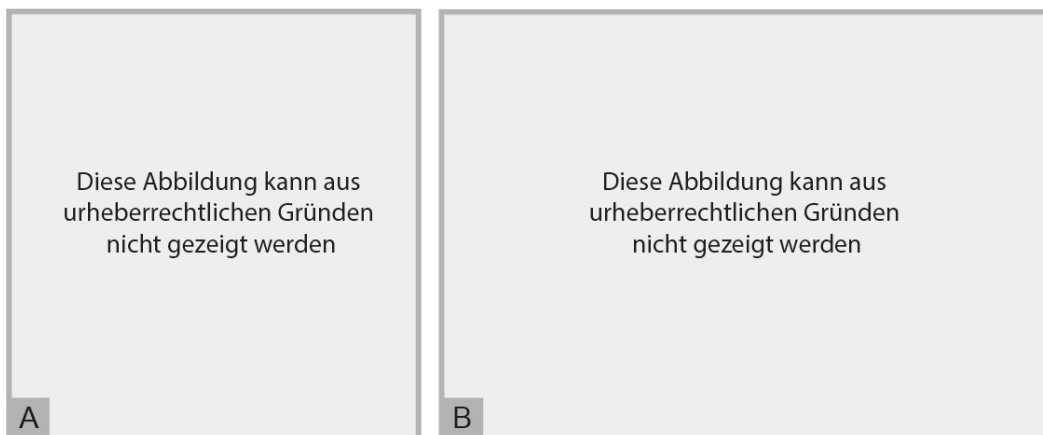 Diese Abbildung kann aus
urheberrechtlichen Gründen
nicht gezeigt werden
A
Diese Abbildung kann aus
urheberrechtlichen Gründen
nicht gezeigt werden
B